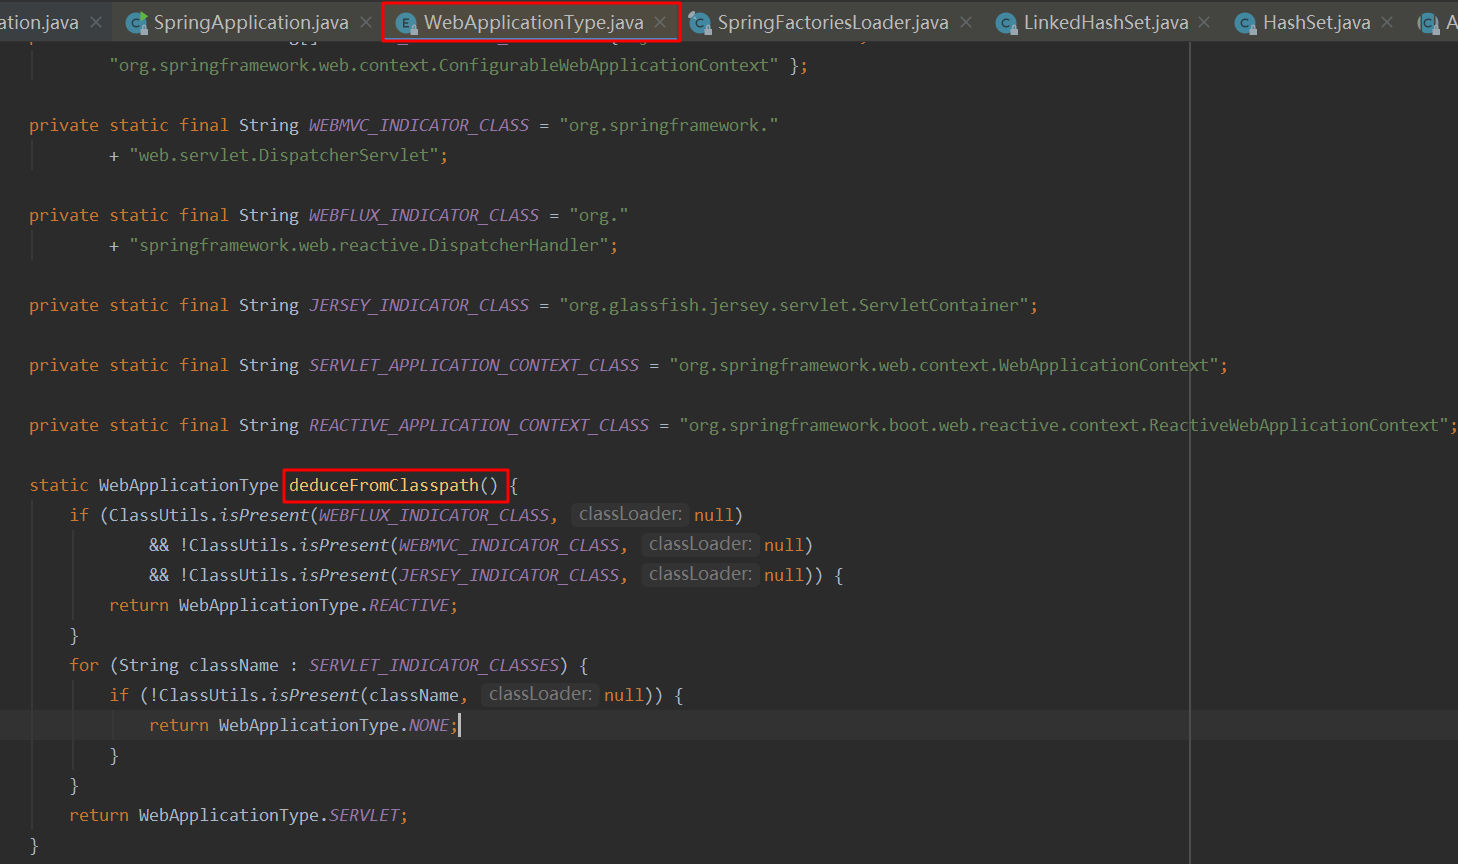 ation.java SpringApplication.java WebApplicationType.java SpringFactoriesLoader.java LinkedHashSet.java HashSet.java A
"org.springframework.web.context.ConfigurableWebApplicationContext" };
private static final String WEBMVC_INDICATOR_CLASS = "org.springframework."
+ "web.servlet.DispatcherServlet";
private static final String WEBFLUX_INDICATOR_CLASS = "org."
+ "springframework.web.reactive.DispatcherHandler";
private static final String JERSEY_INDICATOR_CLASS = "org.glassfish.jersey.servlet.ServletContainer";
private static final String SERVLET_APPLICATION_CONTEXT_CLASS = "org.springframework.web.context.WebApplicationContext";
private static final String REACTIVE_APPLICATION_CONTEXT_CLASS = "org.springframework.boot.web.reactive.context.ReactiveWebApplicationContext";
static WebApplicationType deduceFromClasspath() {
if (ClassUtils.isPresent(WEBFLUX_INDICATOR_CLASS, classLoader: null)
&& !ClassUtils.isPresent(WEBMVC_INDICATOR_CLASS, classLoader: null)
&& !ClassUtils.isPresent(JERSEY_INDICATOR_CLASS, classLoader: null)) {
return WebApplicationType.REACTIVE;
}
for (String className : SERVLET_INDICATOR_CLASSES) {
if (!ClassUtils.isPresent(className, classLoader: null)) {
return WebApplicationType.NONE;
}
}
return WebApplicationType.SERVLET;
}